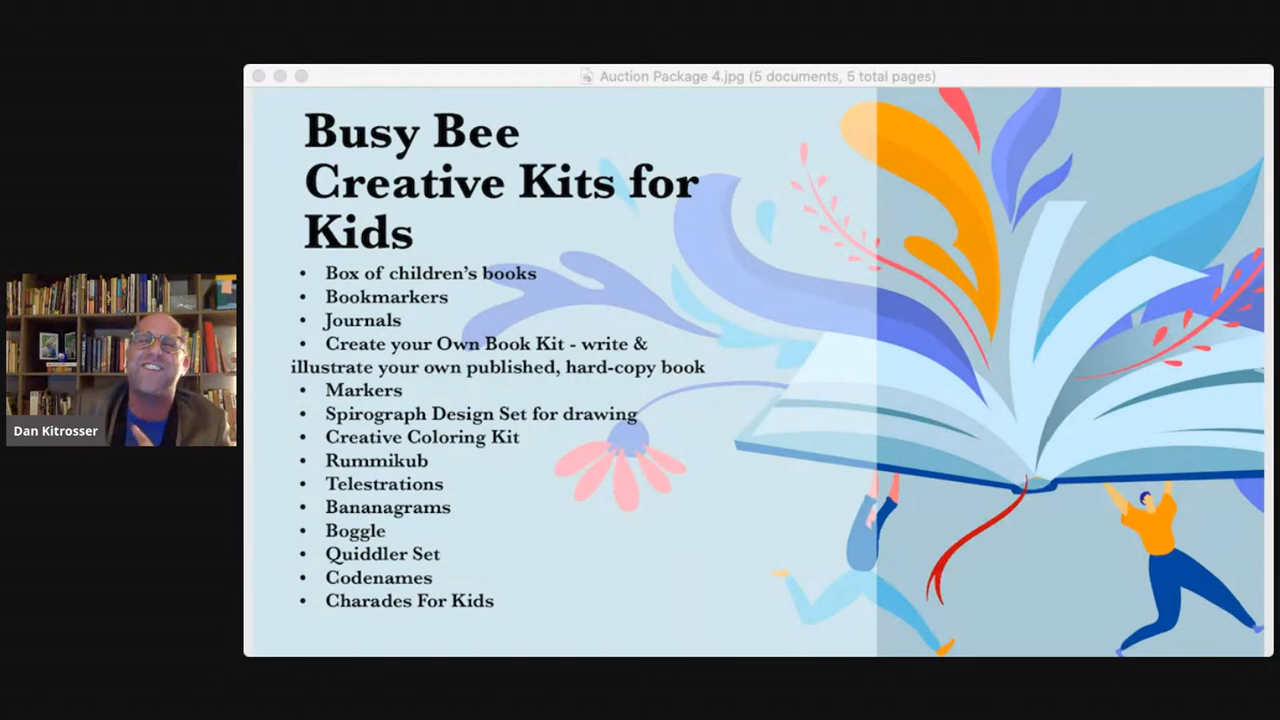 Auction Package 4.jpg (5 documents, 5 total pages)
Busy Bee
Creative Kits for
Kids
• Box of children's books
• Bookmarkers
• Journals
• Create your Own Book Kit - write &
illustrate your own published, hard-copy book
• Markers
• Spirograph Design Set for drawing
• Creative Coloring Kit
• Rummikub
• Telestrations
• Bananagrams
• Boggle
• Quiddler Set
• Codenames
• Charades For Kids
Dan Kitrosser